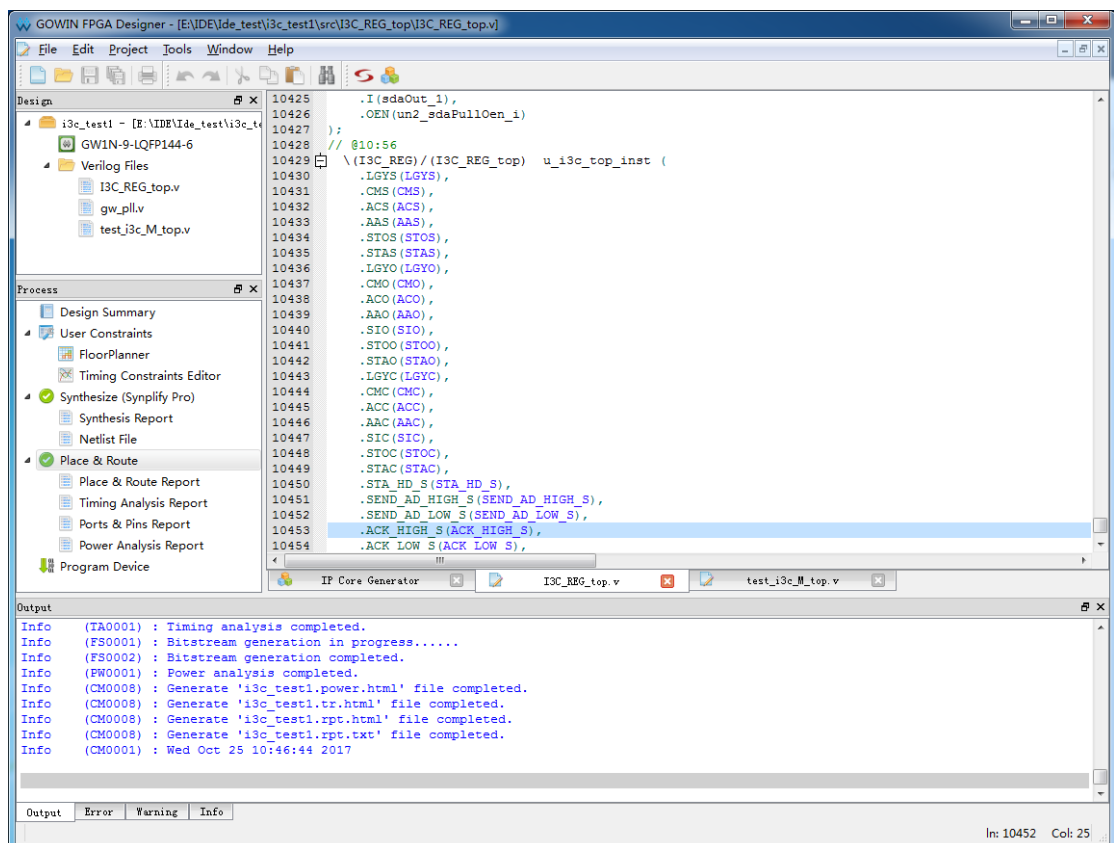 GOWIN FPGA Designer - [E:\IDE\Ide_test\i3c_test1\src\I3C_REG_top\I3C_REG_top.v]
File Edit Project Tools Window Help
Design
i3c_test1 - [E:\IDE\Ide_test\i3c_te
GW1N-9-LQFP144-6
Verilog Files
I3C_REG_top.v
gw_pll.v
test_i3c_M_top.v
Process
Design Summary
User Constraints
FloorPlanner
Timing Constraints Editor
Synthesize (Synplify Pro)
Synthesis Report
Netlist File
Place & Route
Place & Route Report
Timing Analysis Report
Ports & Pins Report
Power Analysis Report
Program Device
10425 .I(sdaOut_1),
10426 .OEN(un2_sdaPullOen_i)
10427 );
10428 // @10:56
10429 \(I3C_REG)/(I3C_REG_top) u_i3c_top_inst (
10430 .LGYS(LGYS),
10431 .CMS(CMS),
10432 .ACS(ACS),
10433 .AAS(AAS),
10434 .STOS(STOS),
10435 .STAS(STAS),
10436 .LGYO(LGYO),
10437 .CMO(CMO),
10438 .ACO(ACO),
10439 .AAO(AAO),
10440 .SIO(SIO),
10441 .STOO(STOO),
10442 .STAO(STAO),
10443 .LGYC(LGYC),
10444 .CMC(CMC),
10445 .ACC(ACC),
10446 .AAC(AAC),
10447 .SIC(SIC),
10448 .STOC(STOC),
10449 .STAC(STAC),
10450 .STA_HD_S(STA_HD_S),
10451 .SEND_AD_HIGH_S(SEND_AD_HIGH_S),
10452 .SEND_AD_LOW_S(SEND_AD_LOW_S),
10453 .ACK_HIGH_S(ACK_HIGH_S),
10454 .ACK_LOW_S(ACK_LOW_S),
IP Core Generator I3C_REG_top.v test_i3c_M_top.v
Output
Info (TA0001) : Timing analysis completed.
Info (FS0001) : Bitstream generation in progress......
Info (FS0002) : Bitstream generation completed.
Info (PW0001) : Power analysis completed.
Info (CM0008) : Generate 'i3c_test1.power.html' file completed.
Info (CM0008) : Generate 'i3c_test1.tr.html' file completed.
Info (CM0008) : Generate 'i3c_test1.rpt.html' file completed.
Info (CM0008) : Generate 'i3c_test1.rpt.txt' file completed.
Info (CM0001) : Wed Oct 25 10:46:44 2017
Output Error Warning Info
ln: 10452 Col: 25